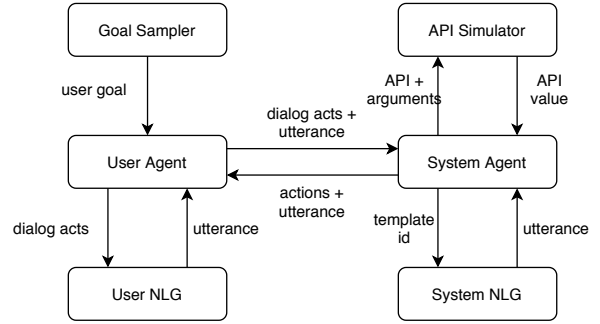 Goal Sampler
API Simulator
user goal
API +
arguments
API
value
dialog acts +
utterance
User Agent
System Agent
actions +
utterance
dialog acts
utterance
template
id
utterance
User NLG
System NLG